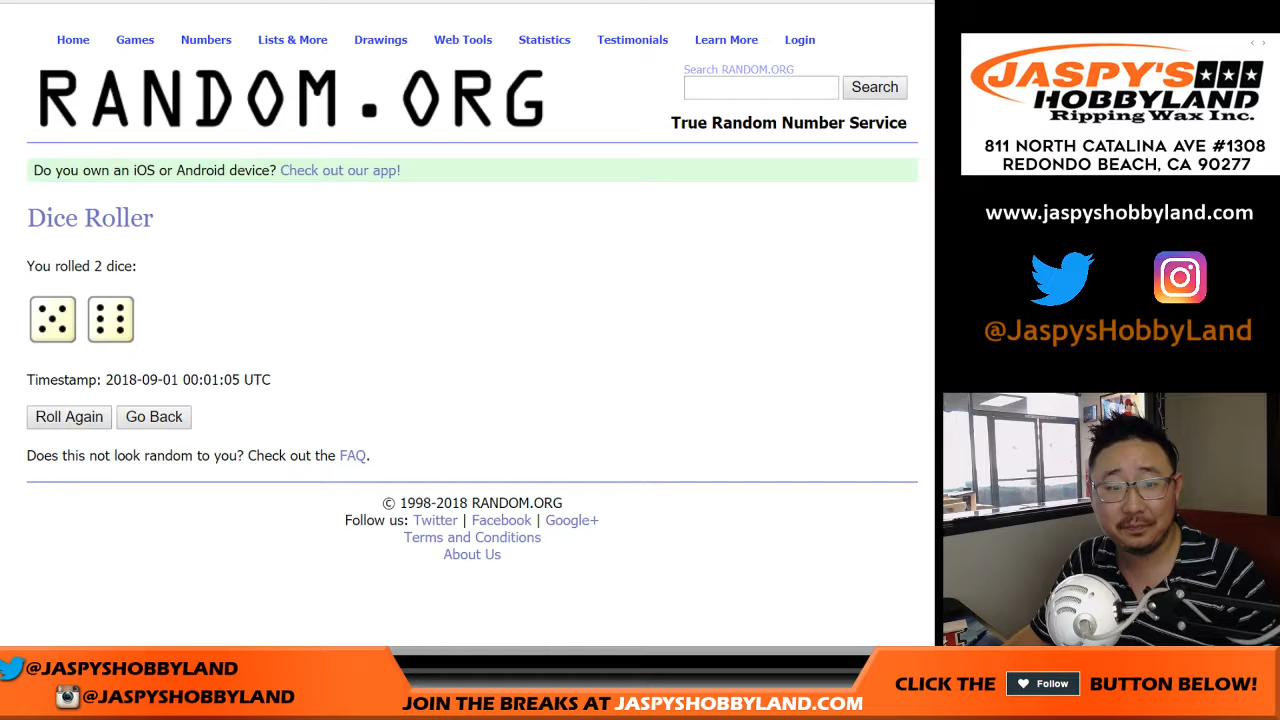 Home Games Numbers Lists & More Drawings Web Tools Statistics Testimonials Learn More Login
RANDOM.ORG
Search RANDOM.ORG
Search
True Random Number Service
Do you own an iOS or Android device? Check out our app!
Dice Roller
You rolled 2 dice:
Timestamp: 2018-09-01 00:01:05 UTC
Roll Again Go Back
Does this not look random to you? Check out the FAQ.
© 1998-2018 RANDOM.ORG
Follow us: Twitter | Facebook | Google+
Terms and Conditions
About Us
JASPY'S
HOBBYLAND
Ripping Wax Inc.
811 NORTH CATALINA AVE #1308
REDONDO BEACH, CA 90277
www.jaspyshobbyland.com
@JaspysHobbyLand
@JASPYSHOBBYLAND
@JASPYSHOBBYLAND
JOIN THE BREAKS AT JASPYSHOBBYLAND.COM
CLICK THE Follow BUTTON BELOW!